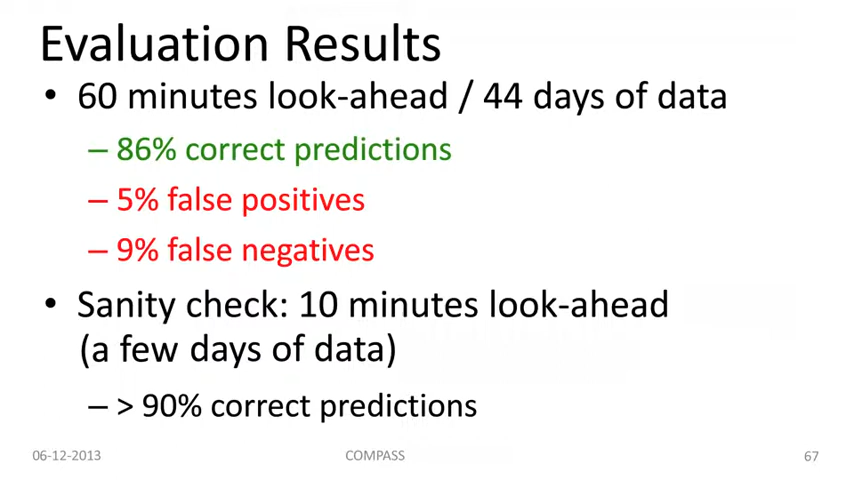 Evaluation Results
• 60 minutes look-ahead / 44 days of data
– 86% correct predictions
– 5% false positives
– 9% false negatives
• Sanity check: 10 minutes look-ahead
(a few days of data)
– > 90% correct predictions
06-12-2013 COMPASS 67